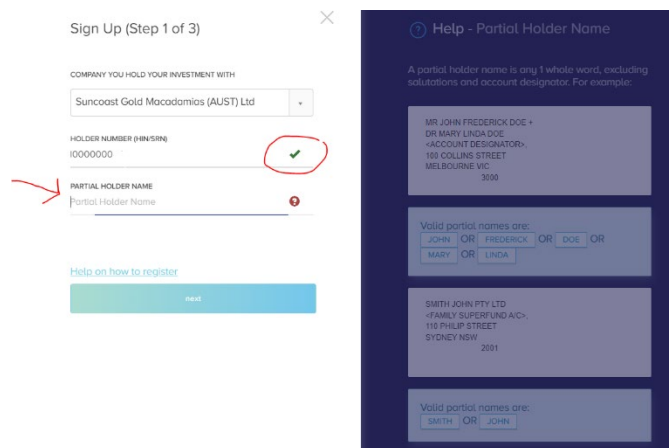 Sign Up (Step 1 of 3)
COMPANY YOU HOLD YOUR INVESTMENT WITH
Suncoast Gold Macadamias (AUST) Ltd
HOLDER NUMBER (HIN/SRN)
I0000000
PARTIAL HOLDER NAME
Partial Holder Name
Help on how to register
next
? Help - Partial Holder Name
A partial holder name is any 1 whole word, excluding
salutations and account designator. For example:
MR JOHN FREDERICK DOE +
DR MARY LINDA DOE
<ACCOUNT DESIGNATOR>,
100 COLLINS STREET
MELBOURNE VIC
3000
Valid partial names are:
JOHN OR FREDERICK OR DOE OR
MARY OR LINDA
SMITH JOHN PTY LTD
<FAMILY SUPERFUND A/C>,
110 PHILIP STREET
SYDNEY NSW
2001
Valid partial names are:
SMITH OR JOHN